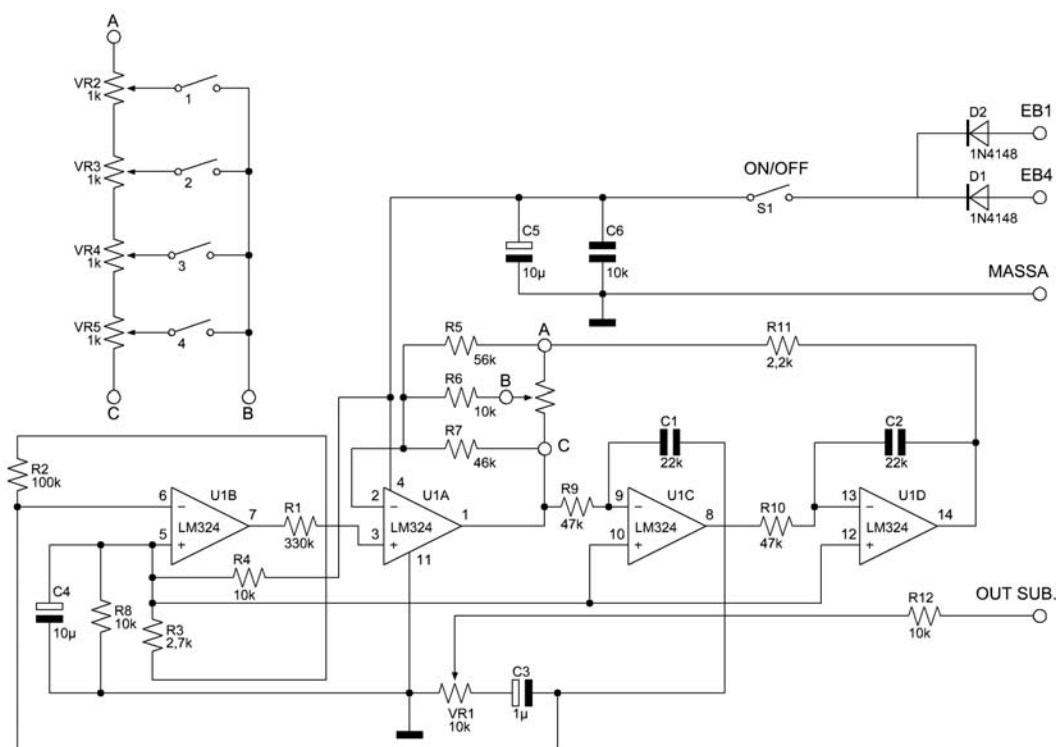 A
VR2
1k
1
VR3
1k
2
VR4
1k
3
VR5
1k
4
C
B
D2
EB1
1N4148
ON/OFF
D1
EB4
S1
1N4148
C5
10µ
C6
10k
MASSA
R5
56k
A
R11
2,2k
R6
10k
B
R7
46k
C
C1
22k
C2
22k
R2
100k
6
U1B
7
5
LM324
R1
330k
4
2
U1A
1
3
LM324
11
R9
47k
9
U1C
8
10
LM324
R10
47k
13
U1D
14
12
LM324
R4
10k
C4
10µ
R8
10k
R3
2,7k
OUT SUB.
R12
10k
C3
1µ
VR1
10k